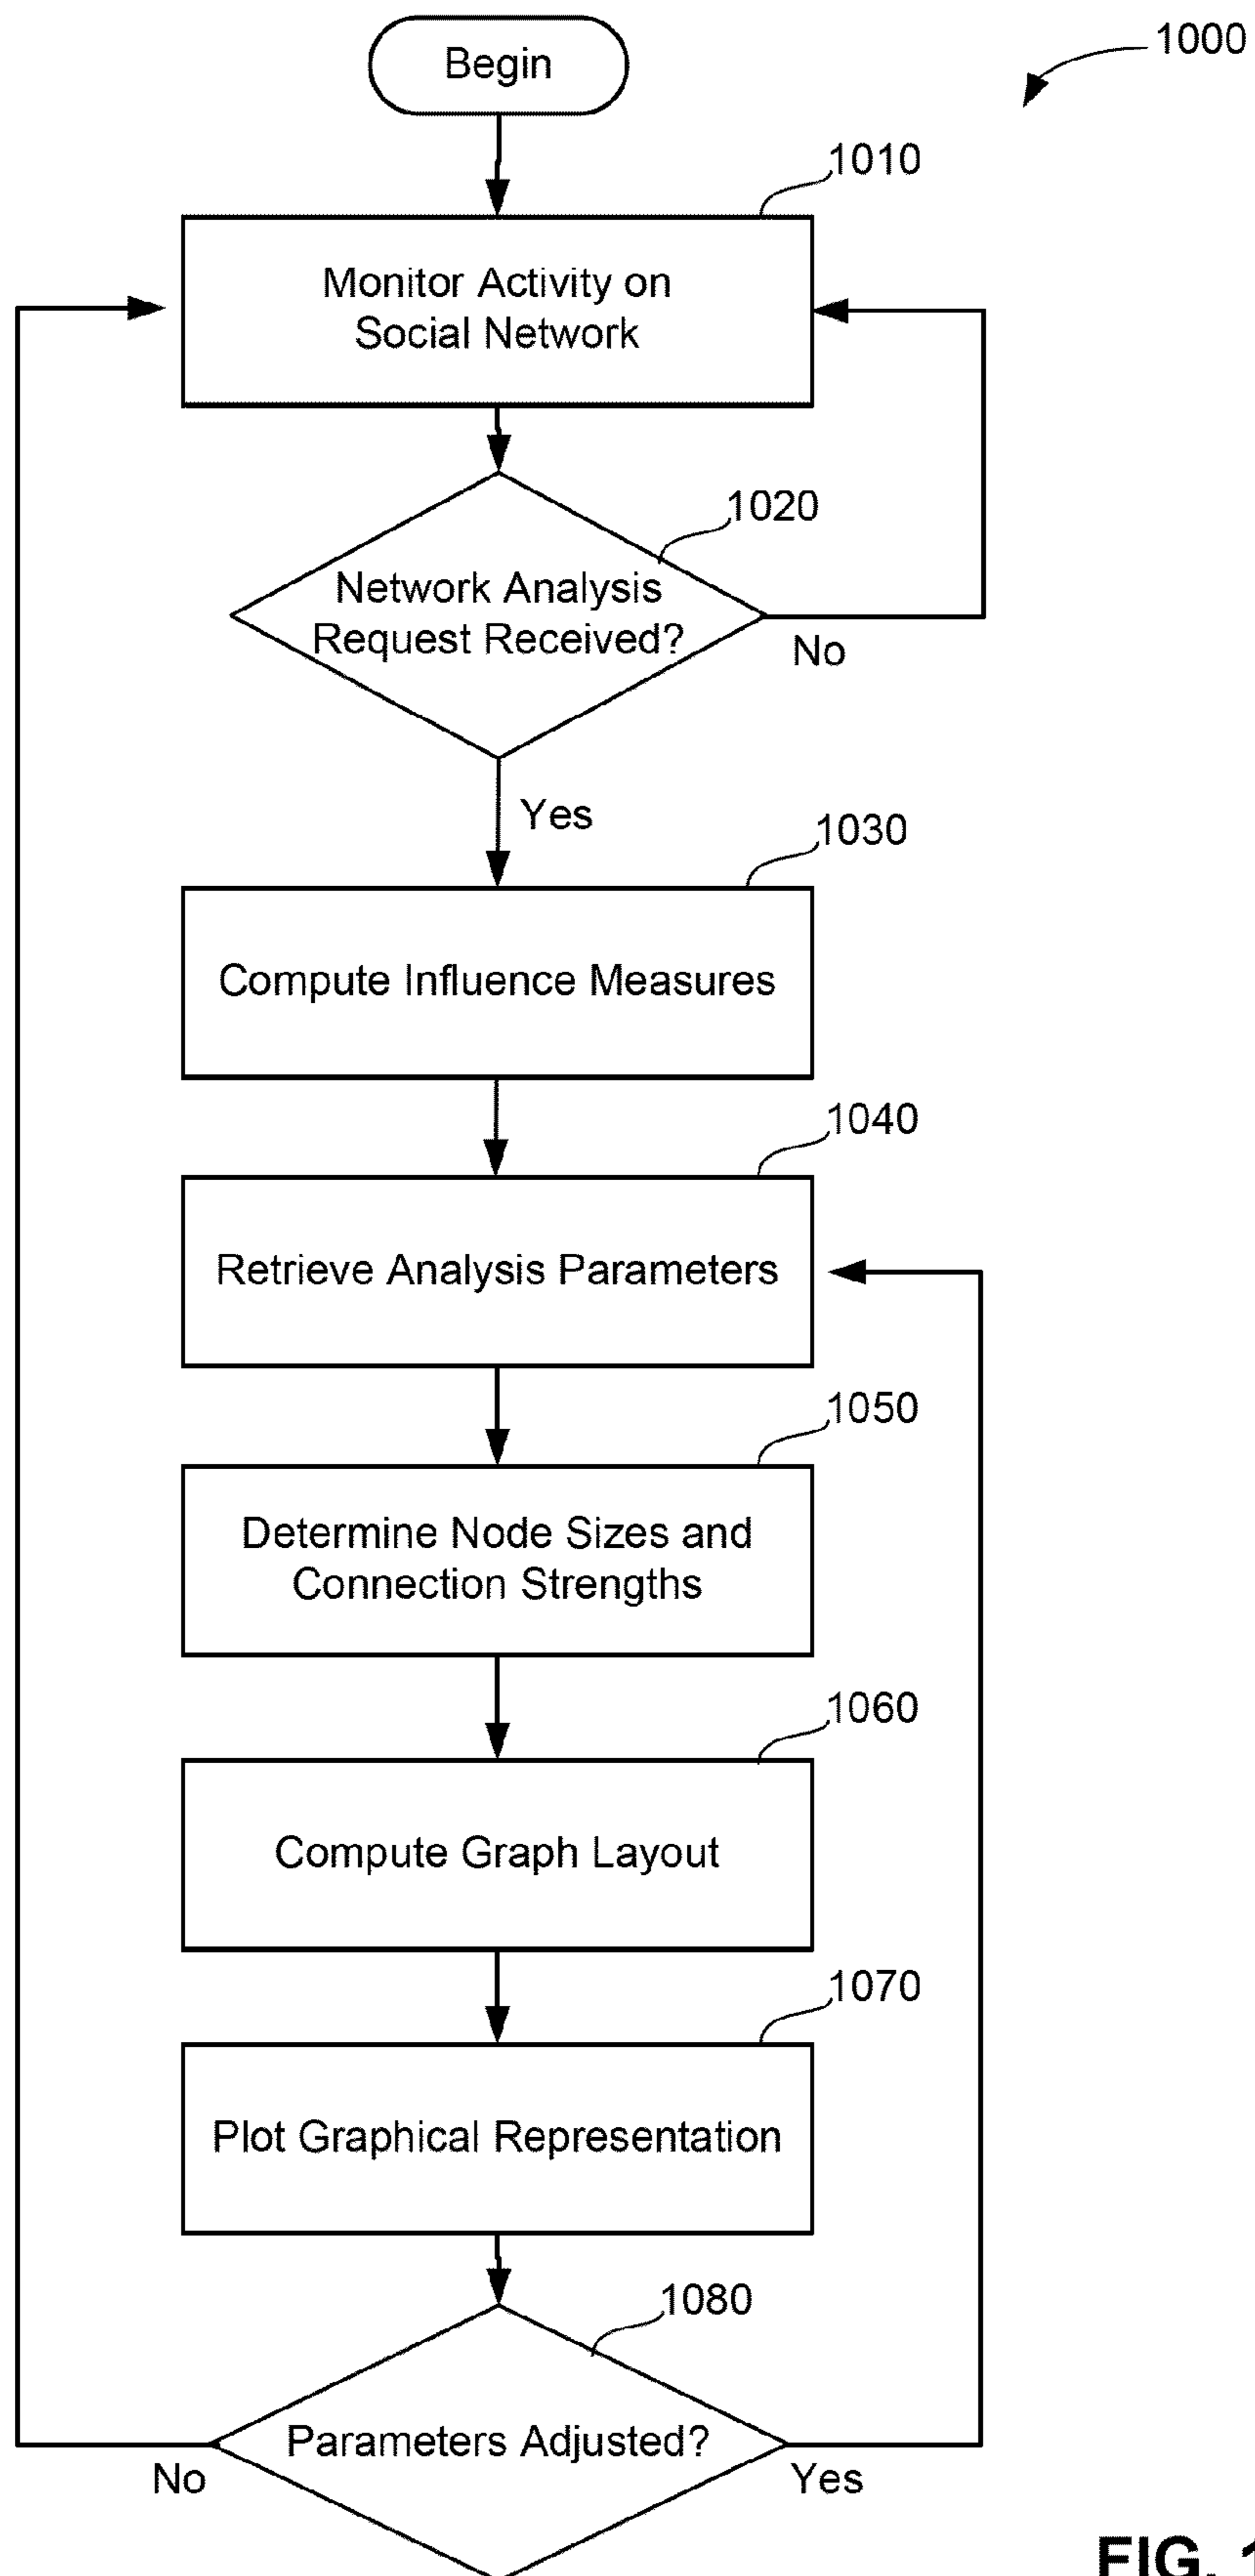 Begin
1000
1010
Monitor Activity on
Social Network
1020
Network Analysis
Request Received?
No
Yes
1030
Compute Influence Measures
1040
Retrieve Analysis Parameters
1050
Determine Node Sizes and
Connection Strengths
1060
Compute Graph Layout
1070
Plot Graphical Representation
1080
Parameters Adjusted?
No
Yes
FIG. 1